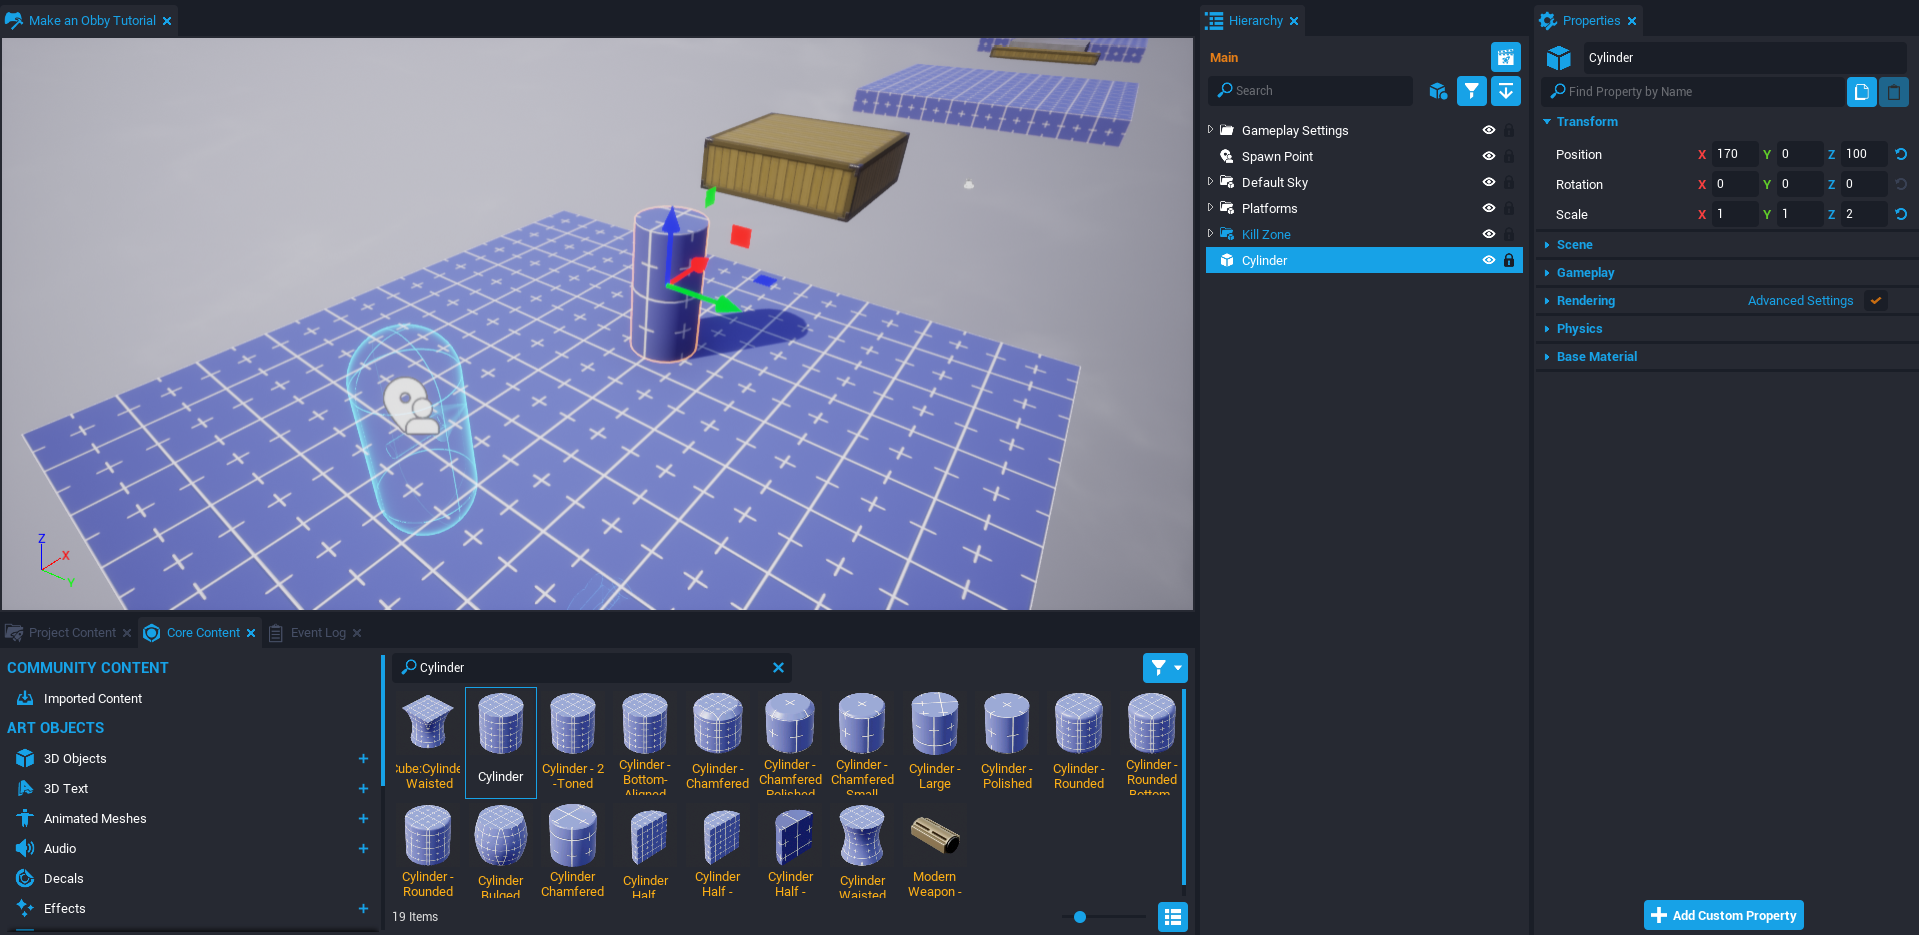 Make an Obby Tutorial
Z
X
Y
Project Content
Core Content
Event Log
COMMUNITY CONTENT
Imported Content
ART OBJECTS
3D Objects
3D Text
Animated Meshes
Audio
Decals
Effects
Cylinder
Waisted
Cylinder
Cylinder - 2
-Toned
Cylinder -
Bottom-
Aligned
Cylinder -
Chamfered
Cylinder -
Chamfered
Polished
Cylinder -
Chamfered
Small
Cylinder -
Large
Cylinder -
Polished
Cylinder -
Rounded
Cylinder -
Rounded
Bottom-
Cylinder -
Rounded
Cylinder
Bulged
Cylinder
Chamfered
Cylinder
Half -
Cylinder
Half -
Cylinder
Half -
Cylinder
Waisted
Modern
Weapon -
19 Items
Hierarchy
Main
Search
Gameplay Settings
Spawn Point
Default Sky
Platforms
Kill Zone
Cylinder
Properties
Cylinder
Find Property by Name
Transform
Position X 170 Y 0 Z 100
Rotation X 0 Y 0 Z 0
Scale X 1 Y 1 Z 2
Scene
Gameplay
Rendering Advanced Settings
Physics
Base Material
Add Custom Property